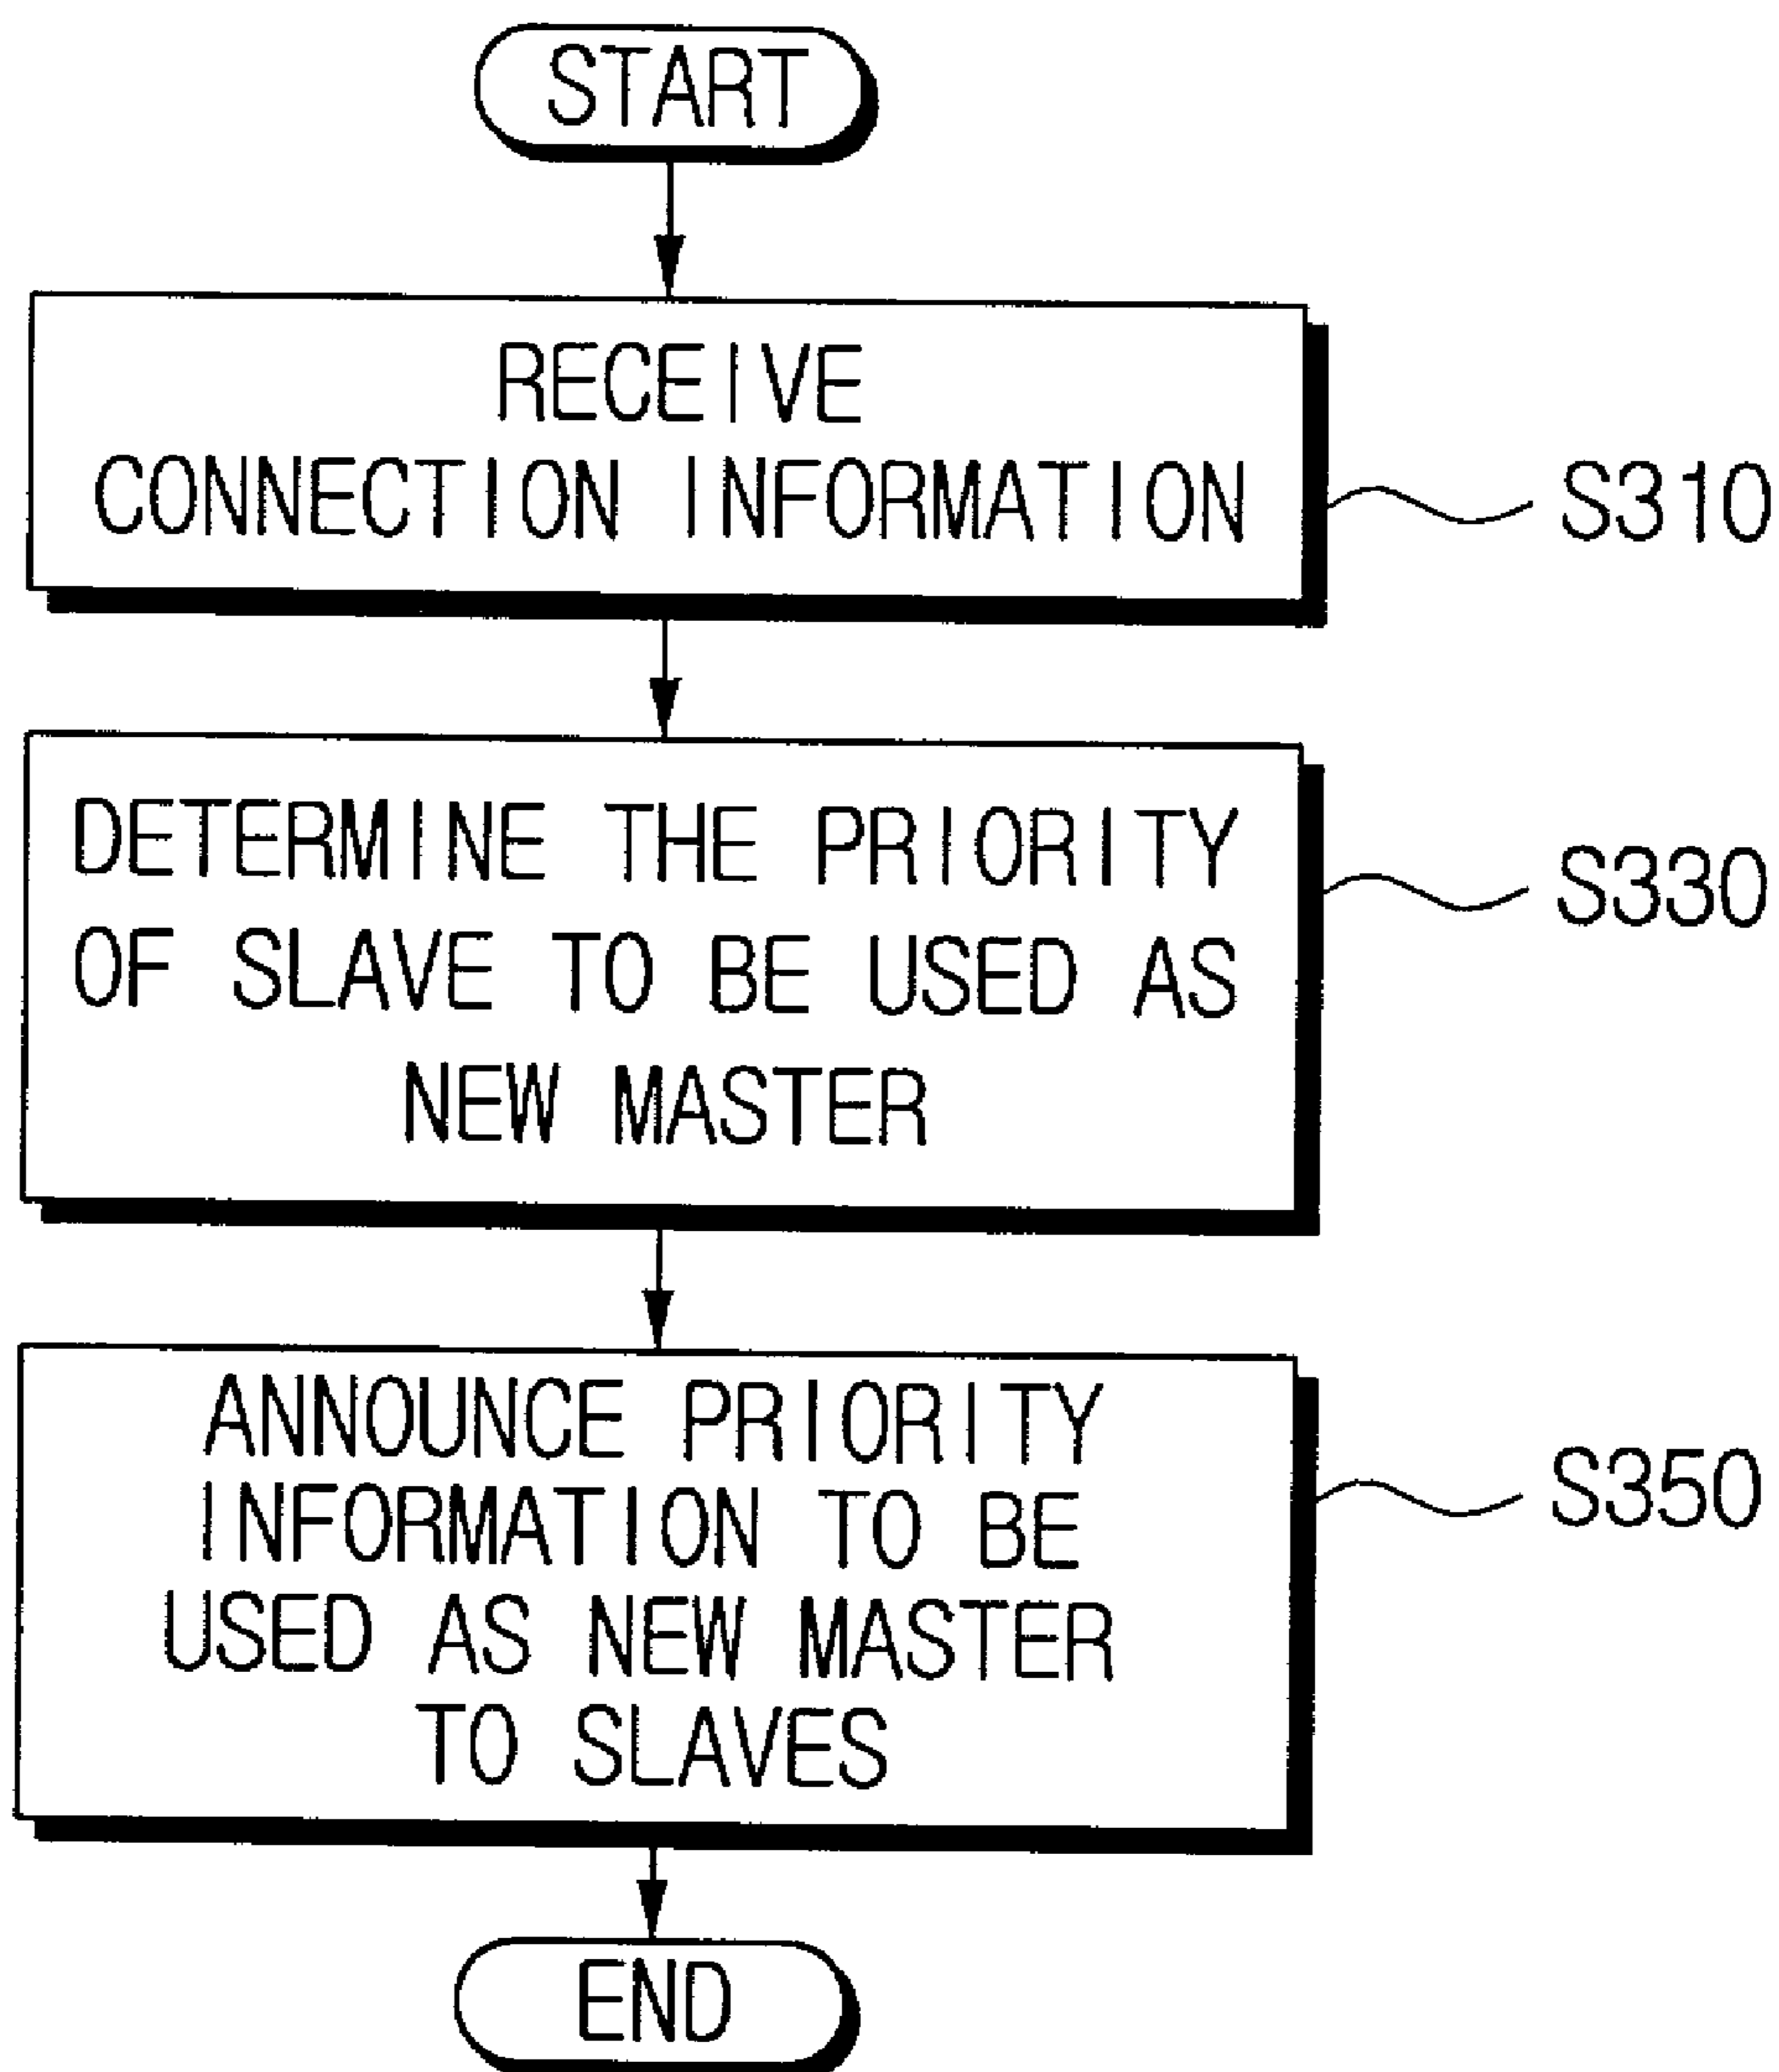 START
RECEIVE
CONNECTION INFORMATION
S310
DETERMINE THE PRIORITY
OF SLAVE TO BE USED AS
NEW MASTER
S330
ANNOUNCE PRIORITY
INFORMATION TO BE
USED AS NEW MASTER
TO SLAVES
S350
END